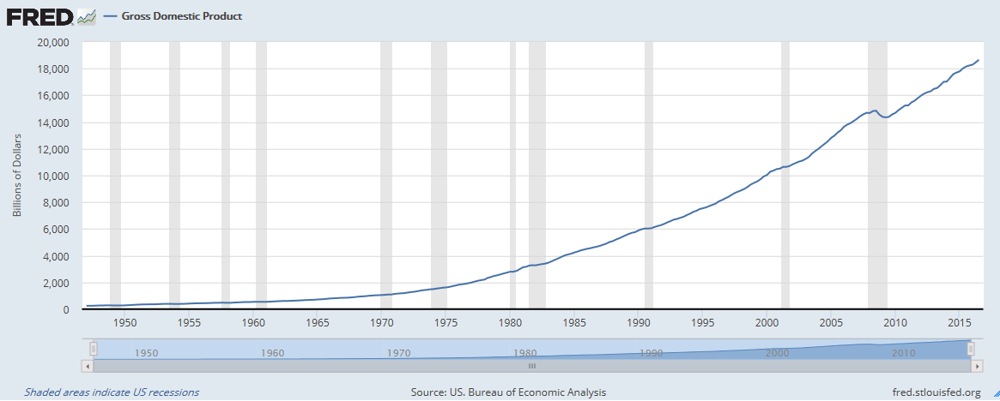 FRED
Gross Domestic Product
20,000
18,000
16,000
14,000
12,000
10,000
8,000
6,000
4,000
2,000
0
Billions of Dollars
1950 1955 1960 1965 1970 1975 1980 1985 1990 1995 2000 2005 2010 2015
1950 1960 1970 1980 1990 2000 2010
Shaded areas indicate US recessions
Source: US. Bureau of Economic Analysis
fred.stlouisfed.org